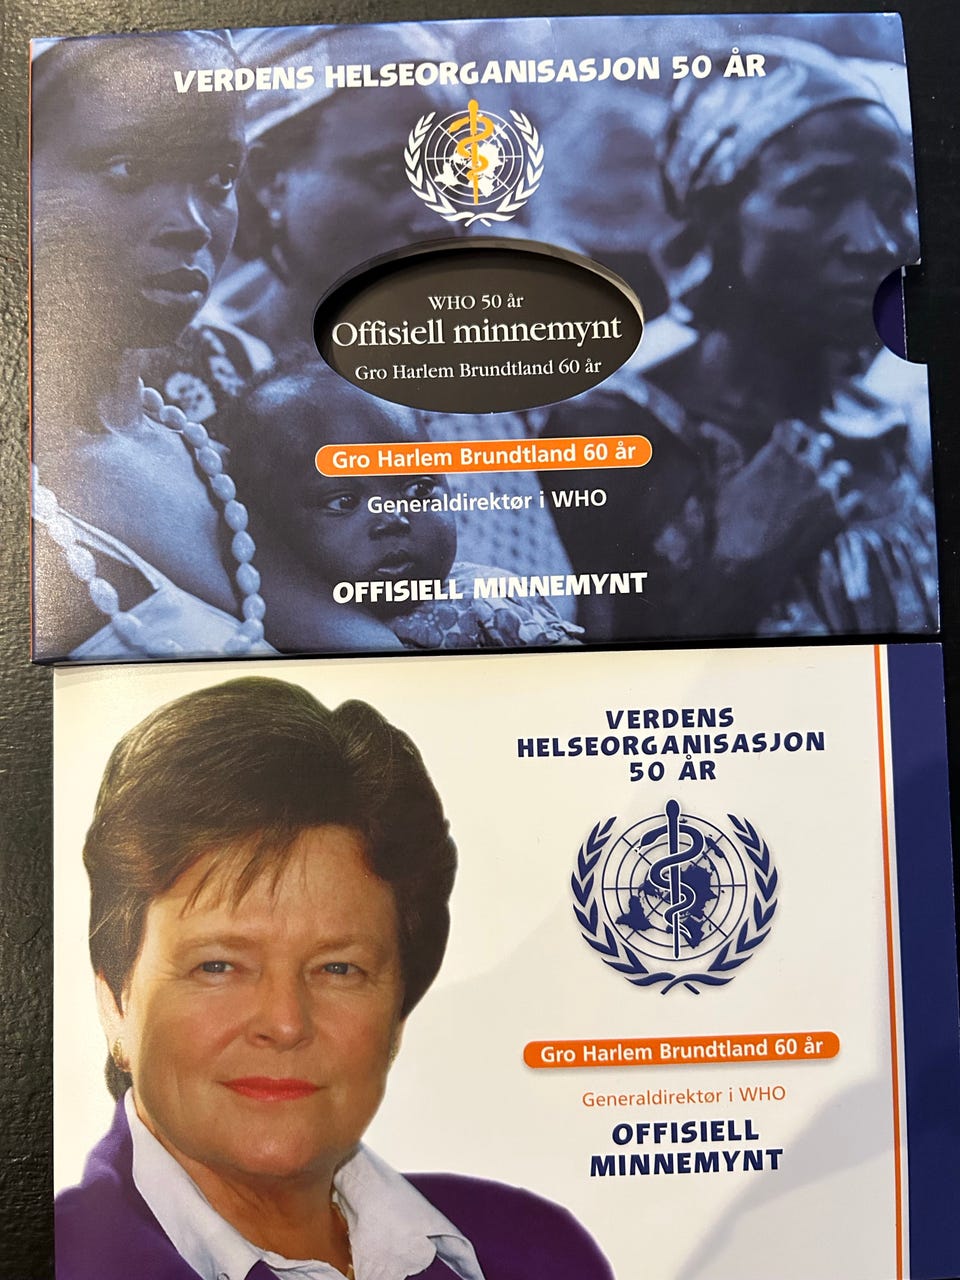 VERDENS HELSEORGANISASJON 50 ÅR
WHO 50 år
Offisiell minnemynt
Gro Harlem Brundtland 60 år
Gro Harlem Brundtland 60 år
Generaldirektør i WHO
OFFISIELL MINNEMYNT
VERDENS
HELSEORGANISASJON
50 ÅR
Gro Harlem Brundtland 60 år
Generaldirektør i WHO
OFFISIELL
MINNEMYNT